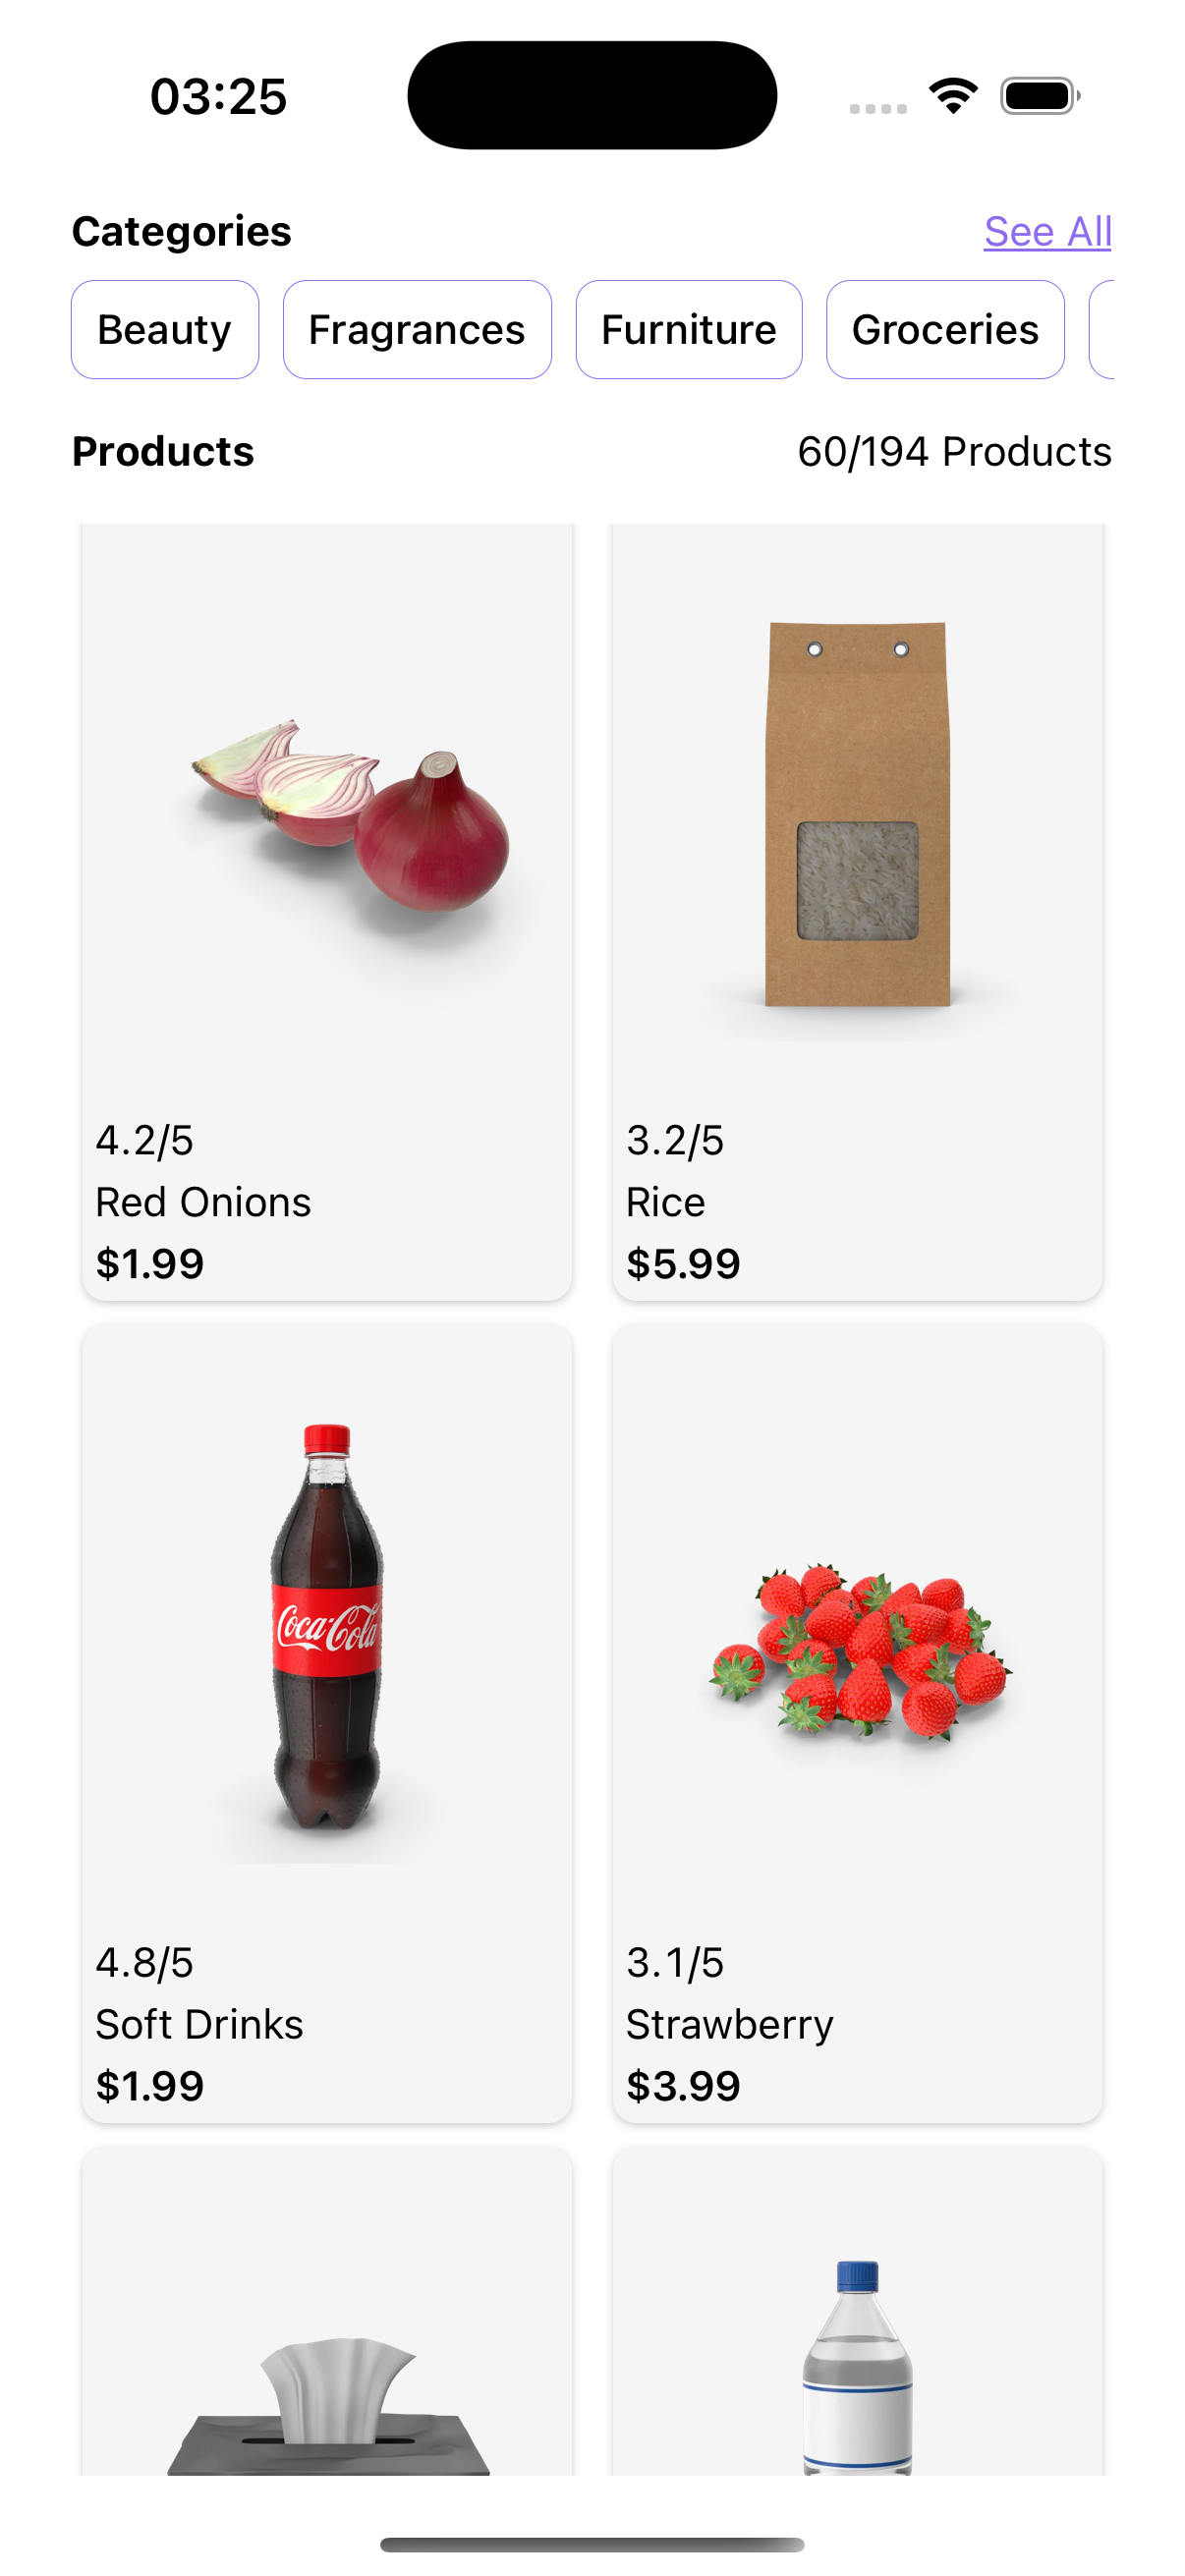 03:25
Categories See All
Beauty Fragrances Furniture Groceries
Products 60/194 Products
4.2/5 3.2/5
Red Onions Rice
$1.99 $5.99
Coca-Cola
4.8/5 3.1/5
Soft Drinks Strawberry
$1.99 $3.99